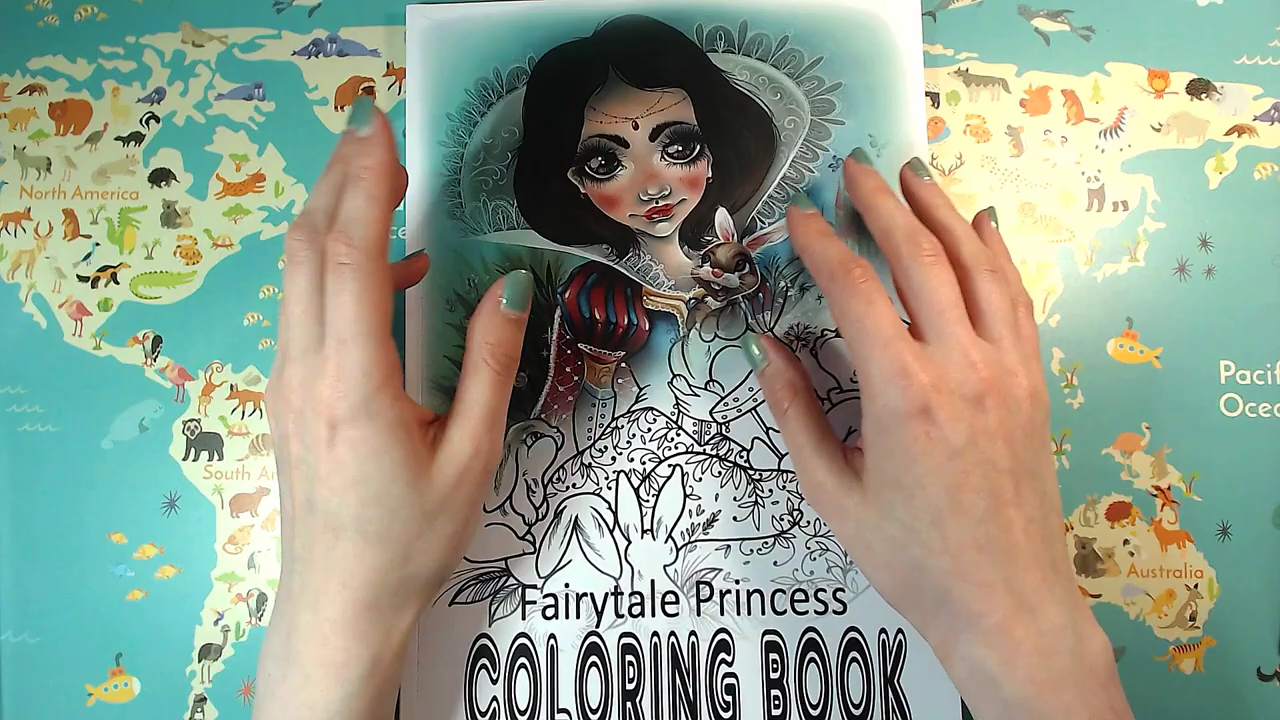 North America
South A
Pacif
Ocea
Australia
Fairytale Princess
COLORING BOOK